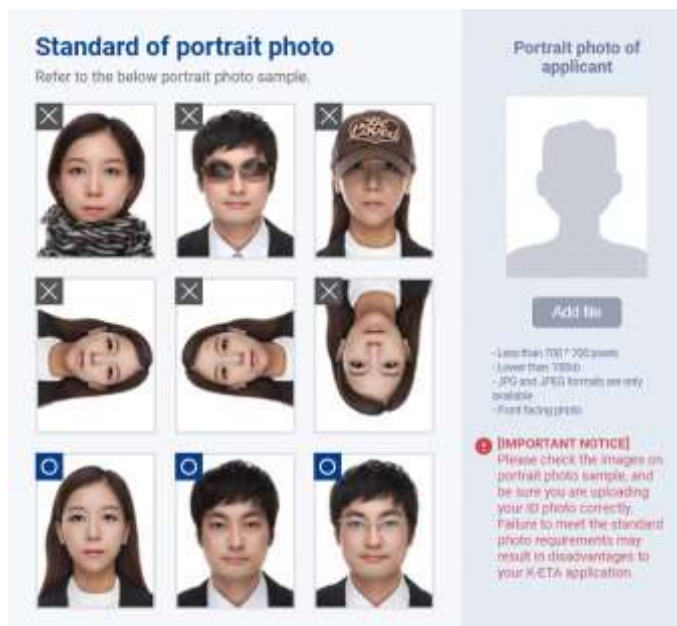 Standard of portrait photo
Refer to the below portrait photo sample.
Portrait photo of
applicant
Add file
- Less than 700 * 700 pixels
- Lower than 100kb
- JPG and JPEG formats are only
available
- Front facing photo
[IMPORTANT NOTICE]
Please check the images on
portrait photo sample, and
be sure you are uploading
your ID photo correctly.
Failure to meet the standard
photo requirements may
result in disadvantages to
your K-ETA application.